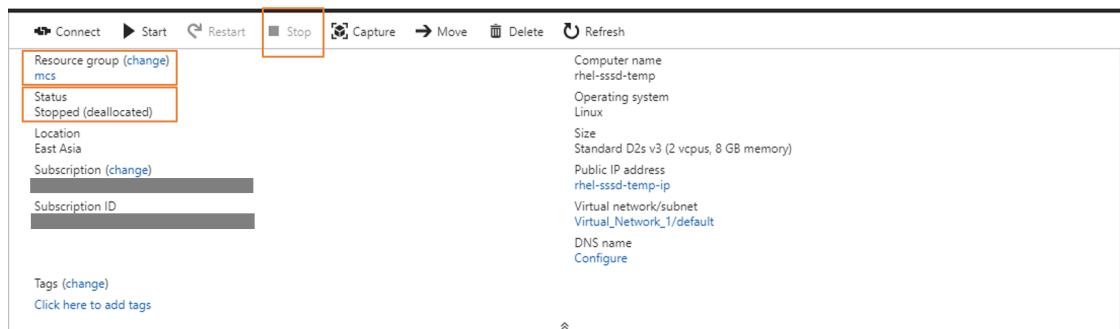 Connect Start Restart Stop Capture Move Delete Refresh
Resource group (change)
mcs
Status
Stopped (deallocated)
Location
East Asia
Subscription (change)
Subscription ID
Tags (change)
Click here to add tags
Computer name
rhel-sssd-temp
Operating system
Linux
Size
Standard D2s v3 (2 vcpus, 8 GB memory)
Public IP address
rhel-sssd-temp-ip
Virtual network/subnet
Virtual_Network_1/default
DNS name
Configure